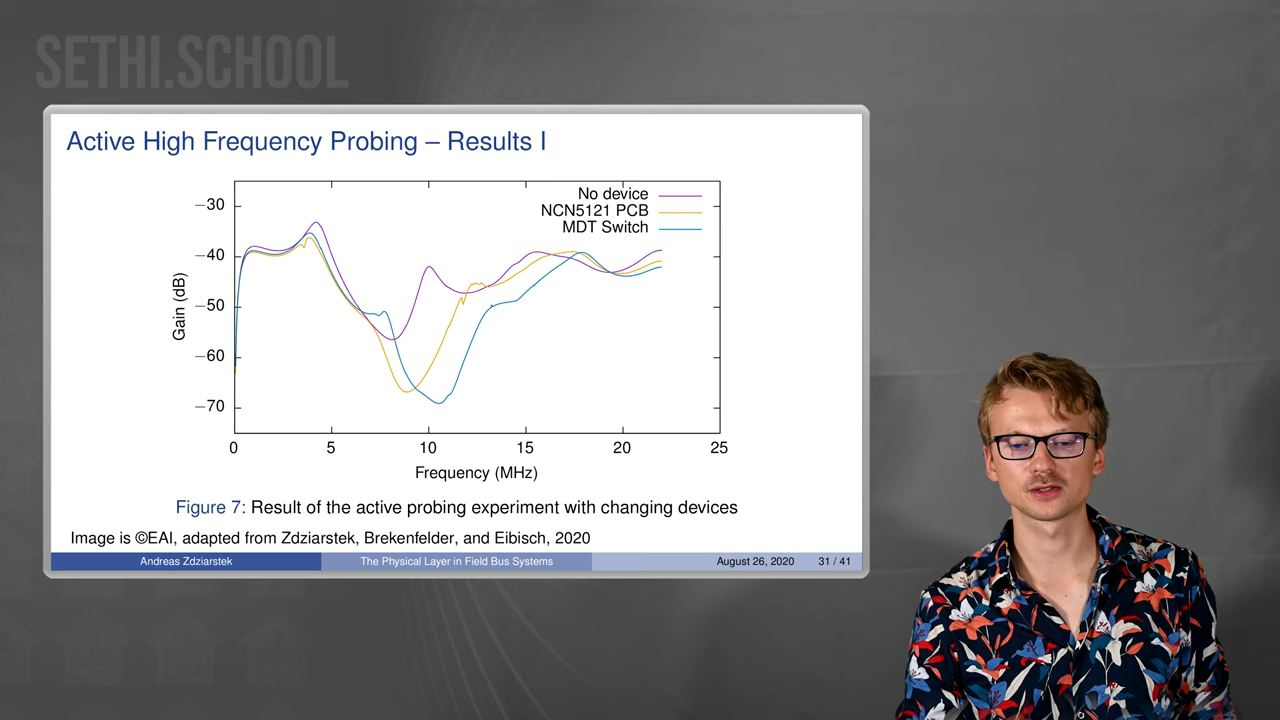 SETHI.SCHOOL
Active High Frequency Probing – Results I
No device
NCN5121 PCB
MDT Switch
−30
−40
−50
−60
−70
Gain (dB)
0 5 10 15 20 25
Frequency (MHz)
Figure 7: Result of the active probing experiment with changing devices
Image is ©EAI, adapted from Zdziarstek, Brekenfelder, and Eibisch, 2020
Andreas Zdziarstek The Physical Layer in Field Bus Systems August 26, 2020 31 / 41